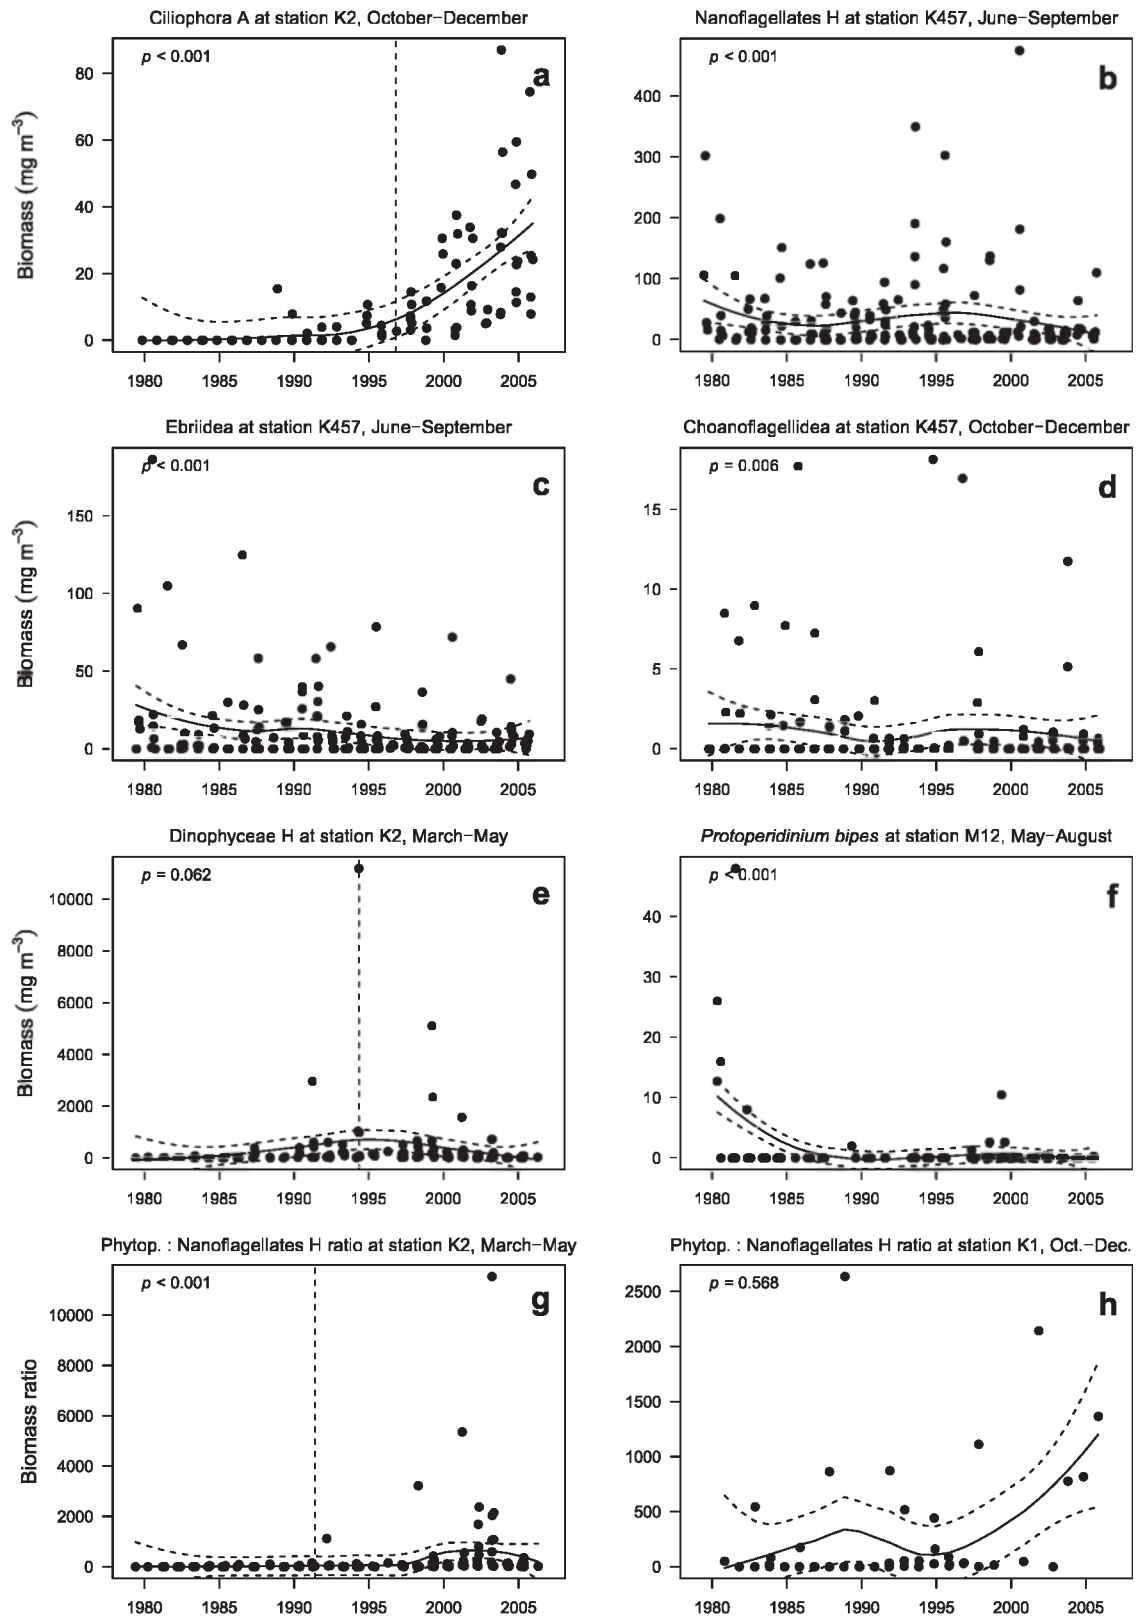 Ciliophora A at station K2, October−December
p < 0.001
a
Biomass (mg m−3)
80
60
40
20
0
1980 1985 1990 1995 2000 2005
Nanoflagellates H at station K457, June−September
p < 0.001
b
400
300
200
100
0
1980 1985 1990 1995 2000 2005
Ebriidea at station K457, June−September
p < 0.001
c
Biomass (mg m−3)
150
100
50
0
1980 1985 1990 1995 2000 2005
Choanoflagellidea at station K457, October−December
p = 0.006
d
15
10
5
0
1980 1985 1990 1995 2000 2005
Dinophyceae H at station K2, March−May
p = 0.062
e
Biomass (mg m−3)
10000
8000
6000
4000
2000
0
1980 1985 1990 1995 2000 2005
Protoperidinium bipes at station M12, May−August
p < 0.001
f
40
30
20
10
0
1980 1985 1990 1995 2000 2005
Phytop. : Nanoflagellates H ratio at station K2, March−May
p < 0.001
g
Biomass ratio
10000
8000
6000
4000
2000
0
1980 1985 1990 1995 2000 2005
Phytop. : Nanoflagellates H ratio at station K1, Oct.−Dec.
p = 0.568
h
2500
2000
1500
1000
500
0
1980 1985 1990 1995 2000 2005